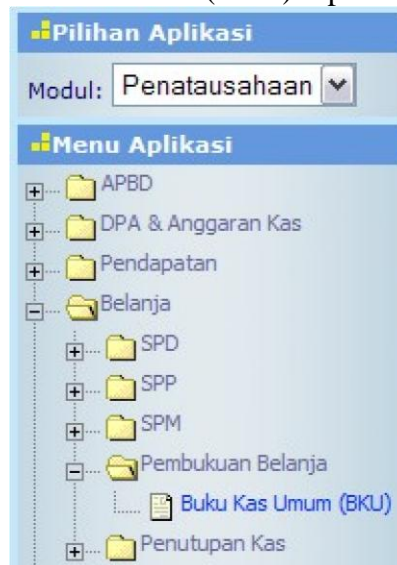 Pilihan Aplikasi
Modul: Penatausahaan
Menu Aplikasi
APBD
DPA & Anggaran Kas
Pendapatan
Belanja
SPD
SPP
SPM
Pembukuan Belanja
Buku Kas Umum (BKU)
Penutupan Kas